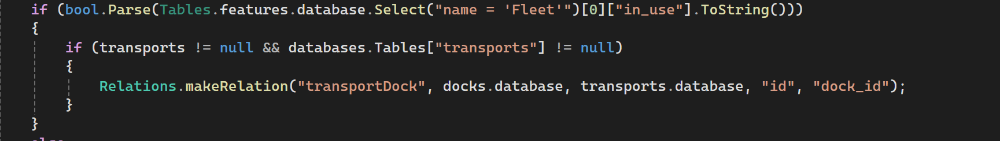 if (bool.Parse(Tables.features.database.Select("name = 'Fleet'")[0]["in_use"].ToString()))
{
if (transports != null && databases.Tables["transports"] != null)
{
Relations.makeRelation("transportDock", docks.database, transports.database, "id", "dock_id");
}
}
else